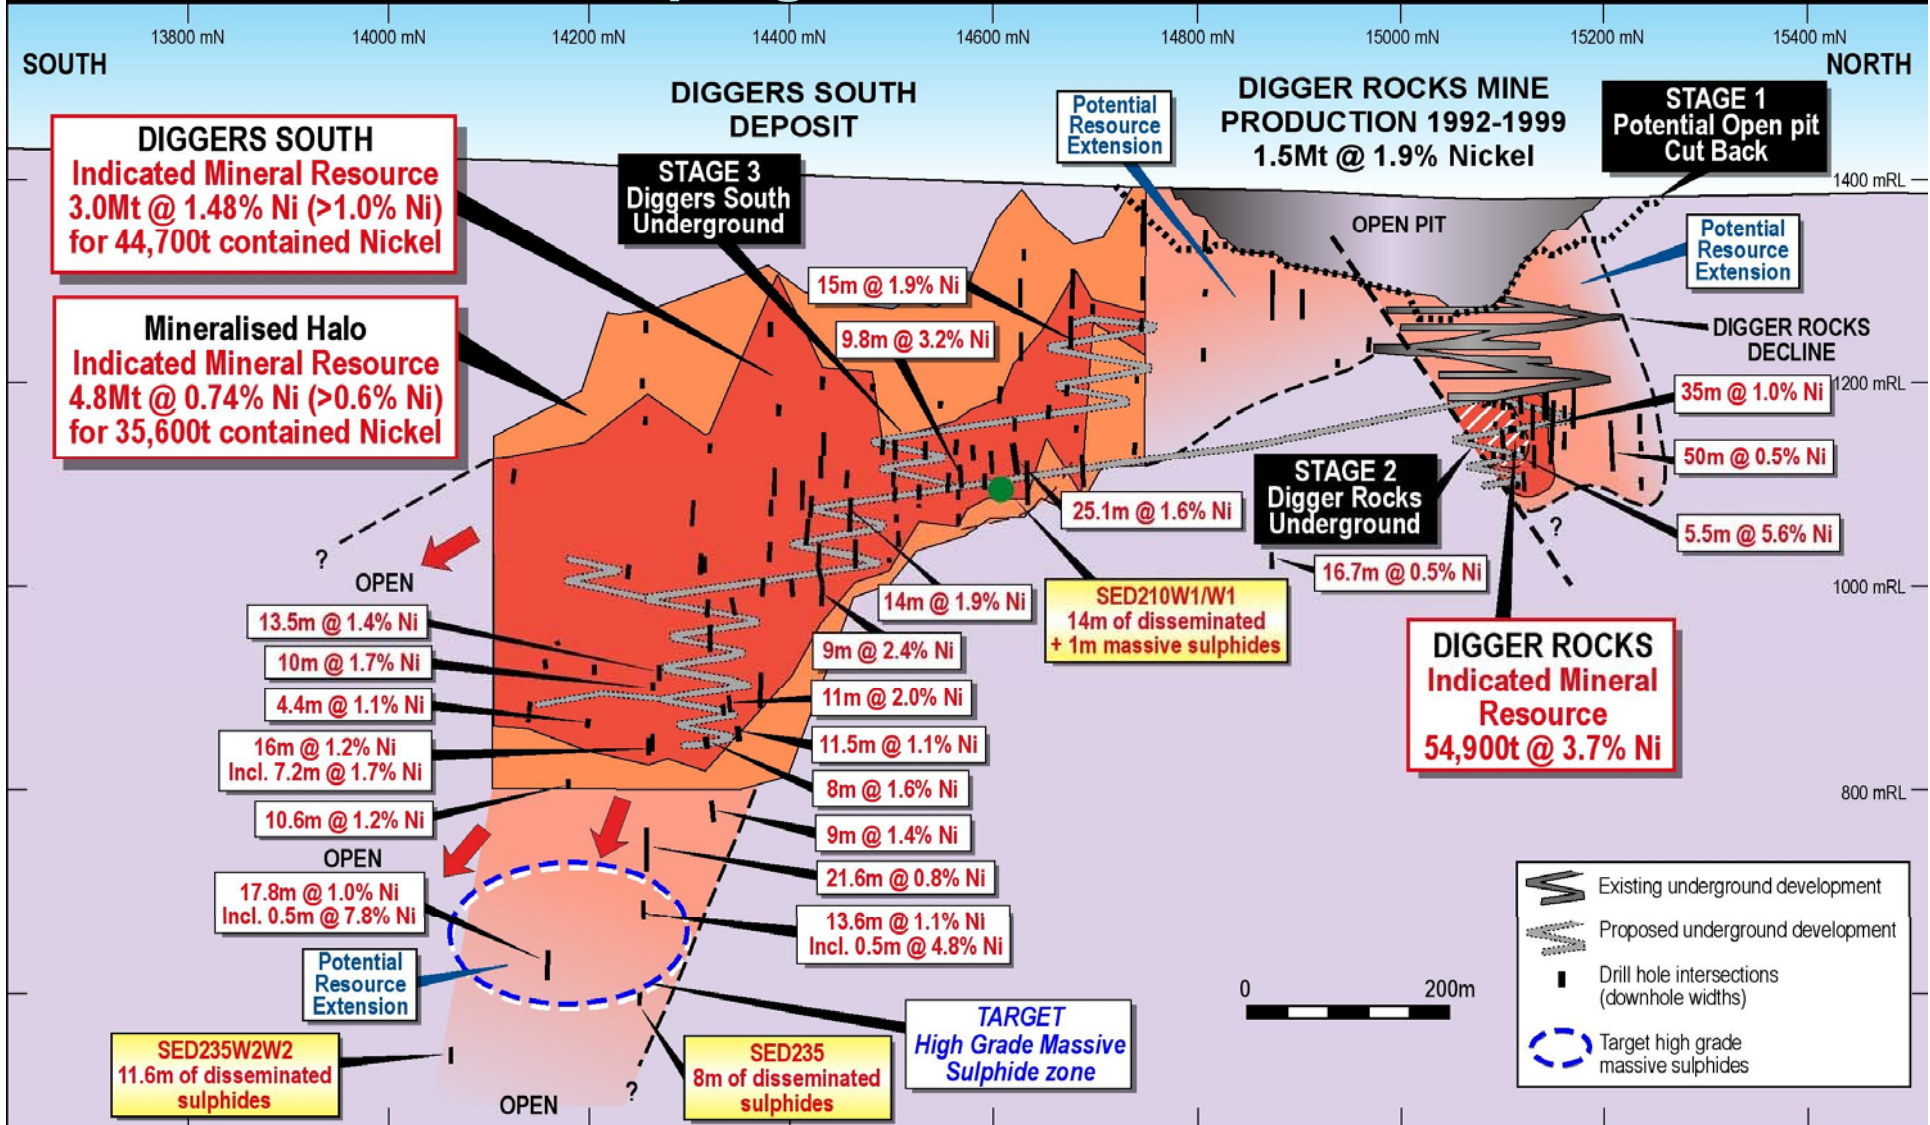 13800 mN
14000 mN
14200 mN
14400 mN
14600 mN
14800 mN
15000 mN
15200 mN
15400 mN
SOUTH
NORTH
DIGGERS SOUTH
DEPOSIT
DIGGER ROCKS MINE
PRODUCTION 1992-1999
1.5Mt @ 1.9% Nickel
STAGE 1
Potential Open pit
Cut Back
Potential
Resource
Extension
DIGGERS SOUTH
Indicated Mineral Resource
3.0Mt @ 1.48% Ni (>1.0% Ni)
for 44,700t contained Nickel
STAGE 3
Diggers South
Underground
1400 mRL
OPEN PIT
Potential
Resource
Extension
15m @ 1.9% Ni
9.8m @ 3.2% Ni
Mineralised Halo
Indicated Mineral Resource
4.8Mt @ 0.74% Ni (>0.6% Ni)
for 35,600t contained Nickel
DIGGER ROCKS
DECLINE
1200 mRL
35m @ 1.0% Ni
50m @ 0.5% Ni
STAGE 2
Digger Rocks
Underground
25.1m @ 1.6% Ni
5.5m @ 5.6% Ni
?
?
OPEN
16.7m @ 0.5% Ni
1000 mRL
14m @ 1.9% Ni
SED210W1/W1
14m of disseminated
+ 1m massive sulphides
13.5m @ 1.4% Ni
10m @ 1.7% Ni
4.4m @ 1.1% Ni
16m @ 1.2% Ni
Incl. 7.2m @ 1.7% Ni
10.6m @ 1.2% Ni
9m @ 2.4% Ni
11m @ 2.0% Ni
11.5m @ 1.1% Ni
8m @ 1.6% Ni
9m @ 1.4% Ni
21.6m @ 0.8% Ni
13.6m @ 1.1% Ni
Incl. 0.5m @ 4.8% Ni
DIGGER ROCKS
Indicated Mineral
Resource
54,900t @ 3.7% Ni
800 mRL
OPEN
17.8m @ 1.0% Ni
Incl. 0.5m @ 7.8% Ni
Potential
Resource
Extension
SED235W2W2
11.6m of disseminated
sulphides
OPEN
?
SED235
8m of disseminated
sulphides
TARGET
High Grade Massive
Sulphide zone
0
200m
Existing underground development
Proposed underground development
Drill hole intersections
(downhole widths)
Target high grade
massive sulphides